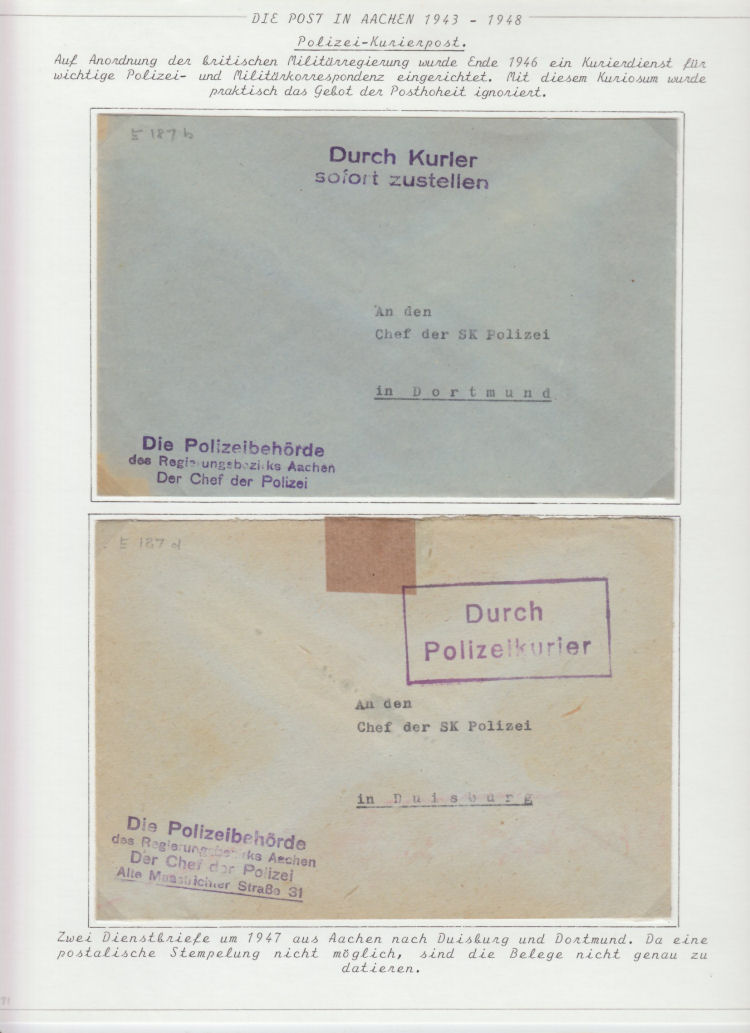 DIE POST IN AACHEN 1943 - 1948
Polizei-Kurierpost.
Auf Anordnung der britischen Militärregierung wurde Ende 1946 ein Kurierdienst für
wichtige Polizei- und Militärkorrespondenz eingerichtet. Mit diesem Kuriosum wurde
praktisch das Gebot der Posthoheit ignoriert.
E 187 b
Durch Kurier
sofort zustellen
An den
Chef der SK Polizei
in Dortmund
Die Polizeibehörde
des Regierungsbezirks Aachen
Der Chef der Polizei
E 187 d
Durch
Polizeikurier
An den
Chef der SK Polizei
in Duisburg
Die Polizeibehörde
des Regierungsbezirks Aachen
Der Chef der Polizei
Alte Maastrichter Straße 31
Zwei Dienstbriefe um 1947 aus Aachen nach Duisburg und Dortmund. Da eine
postalische Stempelung nicht möglich, sind die Belege nicht genau zu
datieren.